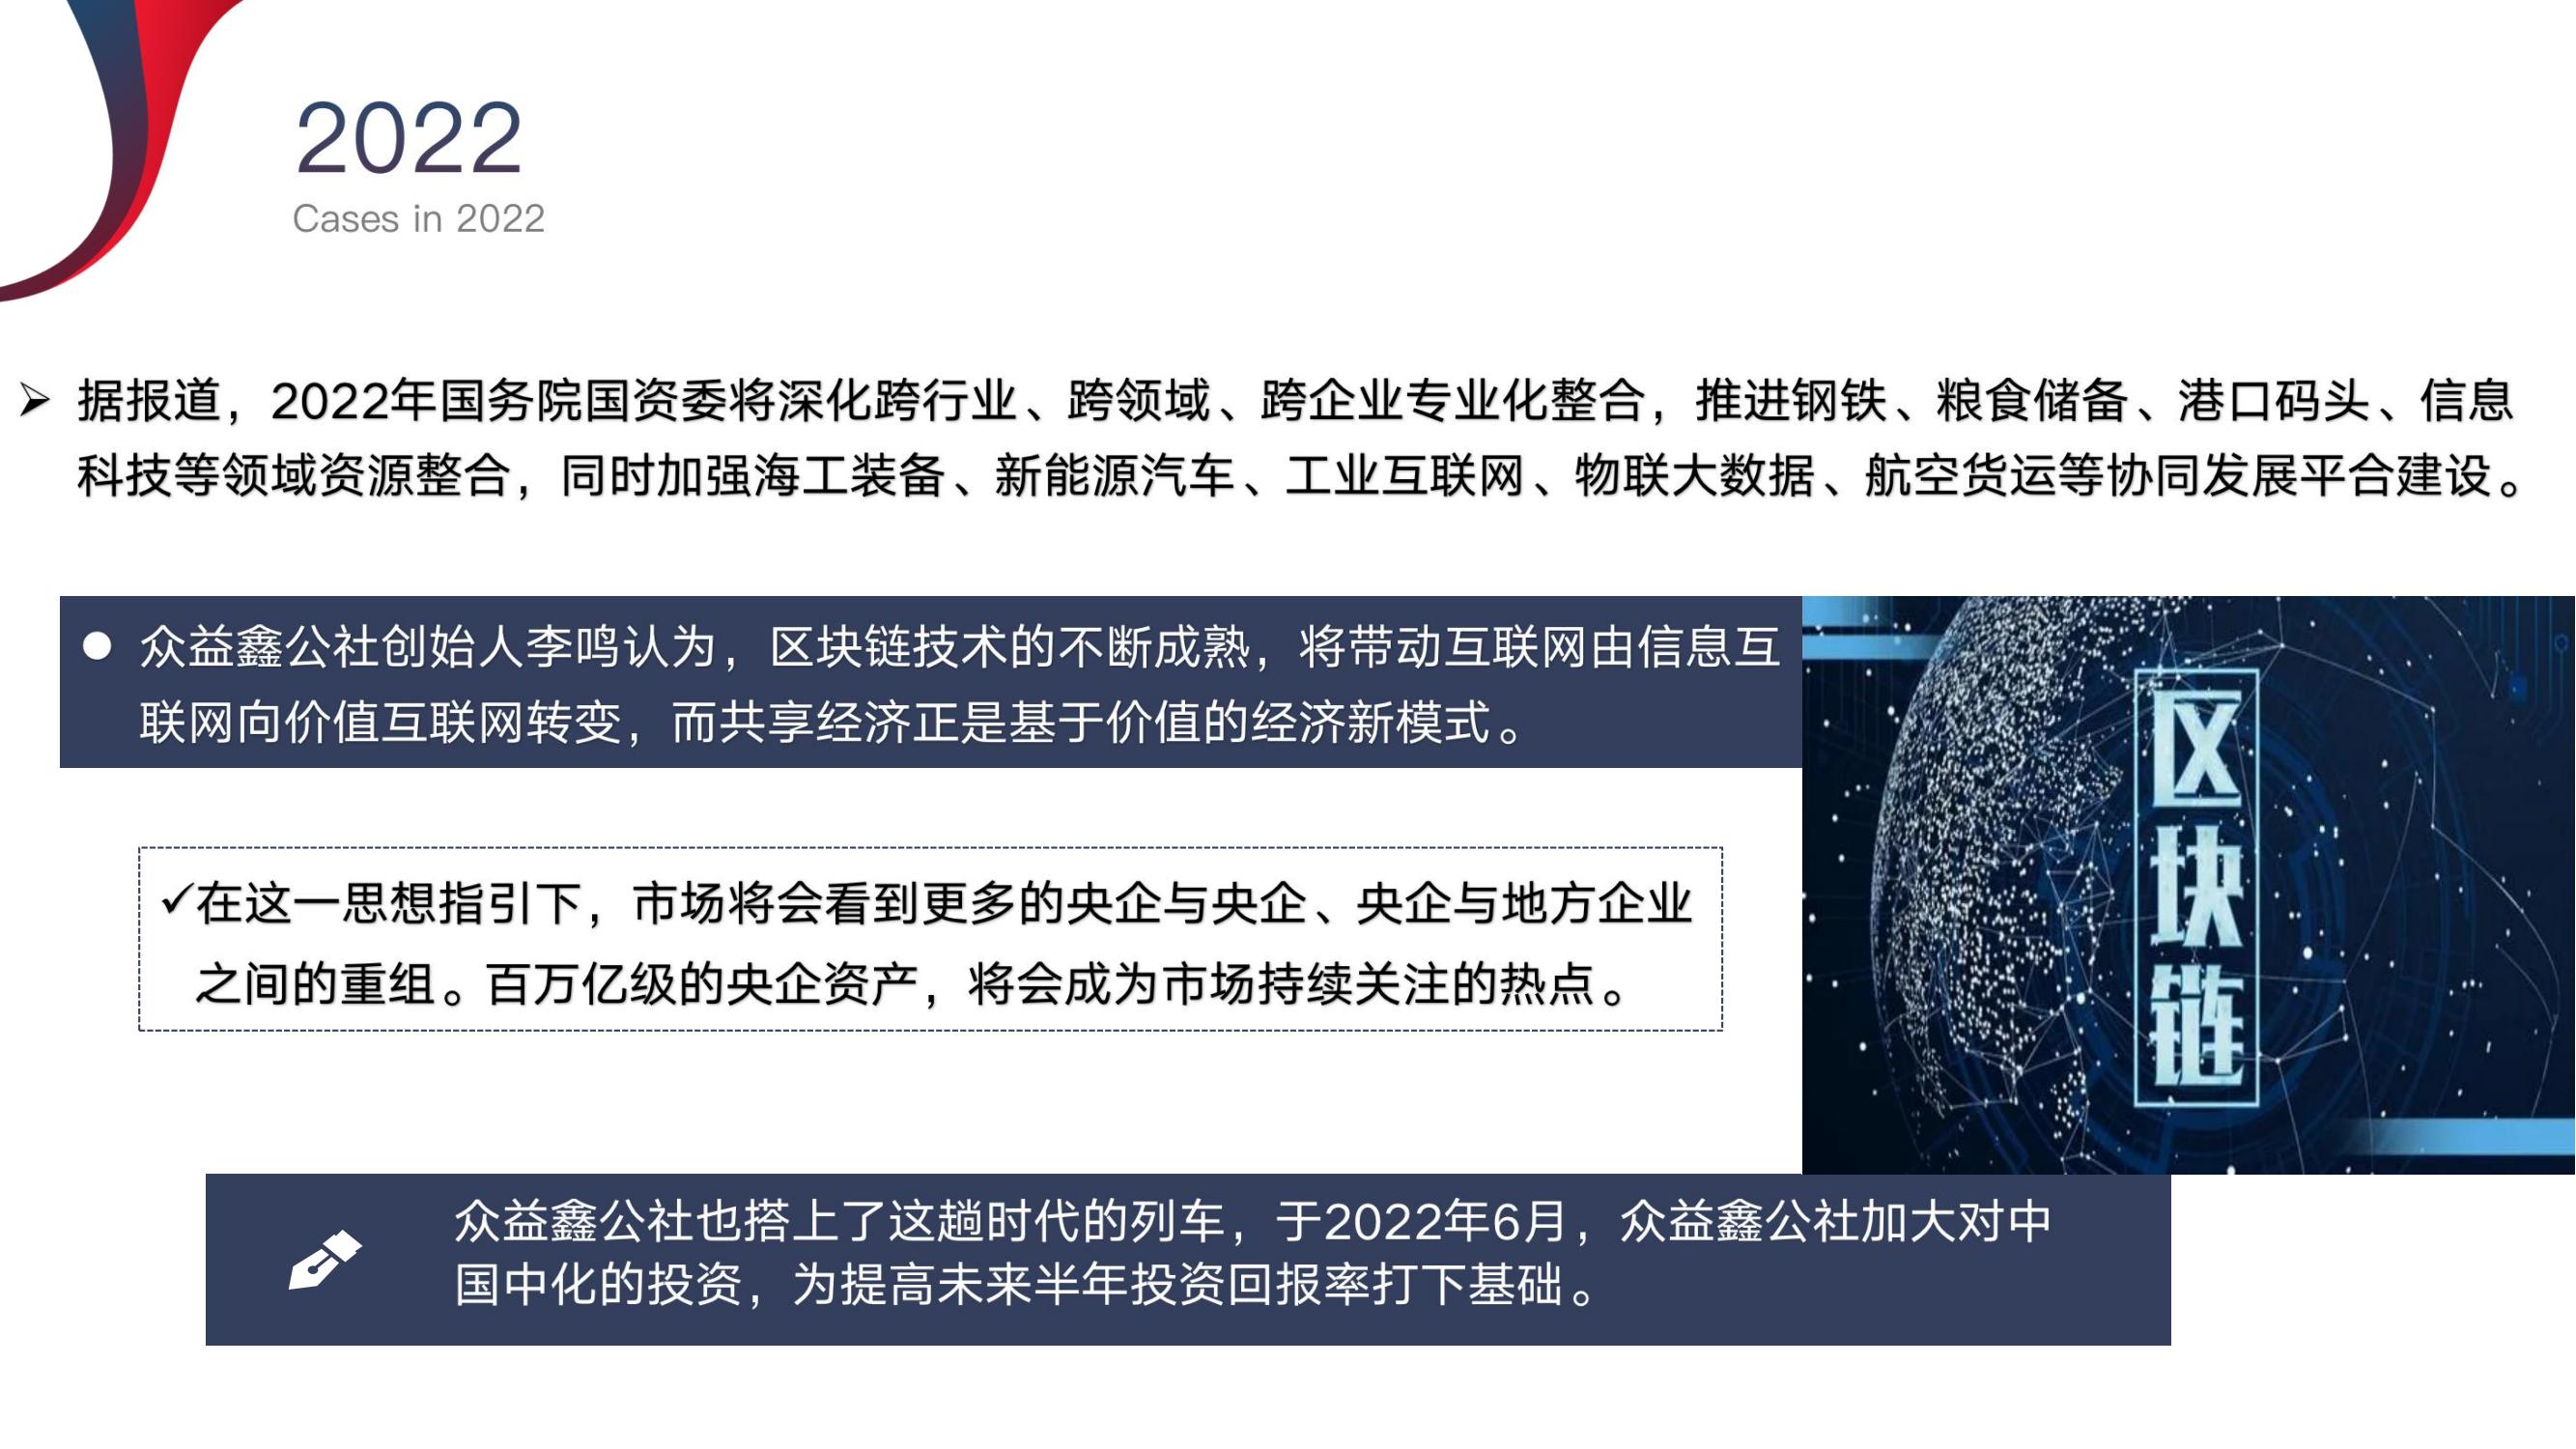 2022
Cases in 2022
据报道，2022年国务院国资委将深化跨行业、跨领域、跨企业专业化整合，推进钢铁、粮食储备、港口码头、信息
科技等领域资源整合，同时加强海工装备、新能源汽车、工业互联网、物联大数据、航空货运等协同发展平合建设。
众益鑫公社创始人李鸣认为，区块链技术的不断成熟，将带动互联网由信息互
联网向价值互联网转变，而共享经济正是基于价值的经济新模式。
在这一思想指引下，市场将会看到更多的央企与央企、央企与地方企业
之间的重组。百万亿级的央企资产，将会成为市场持续关注的热点。
区
块
链
众益鑫公社也搭上了这趟时代的列车，于2022年6月，众益鑫公社加大对中
国中化的投资，为提高未来半年投资回报率打下基础。